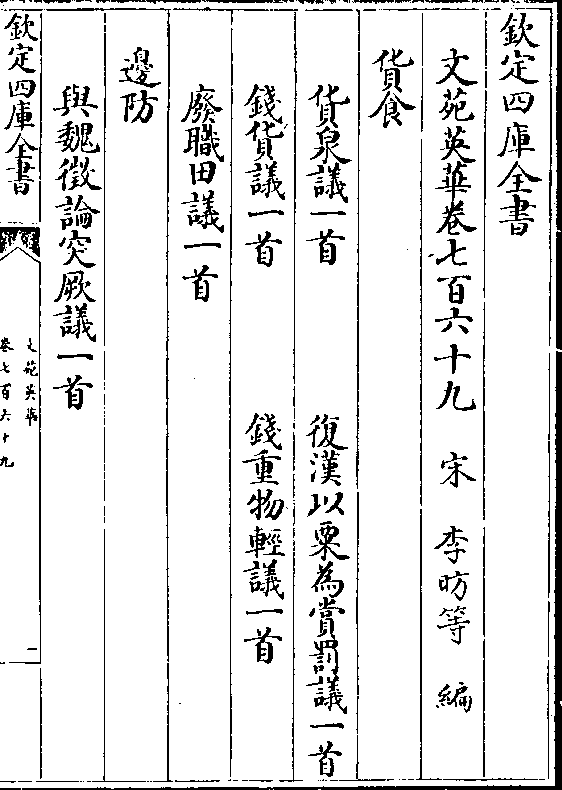 欽定四庫全書
文苑英華卷七百六十九 宋 李昉等 編
貨食
貨泉議一首 復漢以粟為賞罰議一首
錢貨議一首 錢重物輕議一首
廢職田議一首
邊防
與魏徵論突厥議一首
欽定四庫全書
文苑英華
卷七百六十九
一